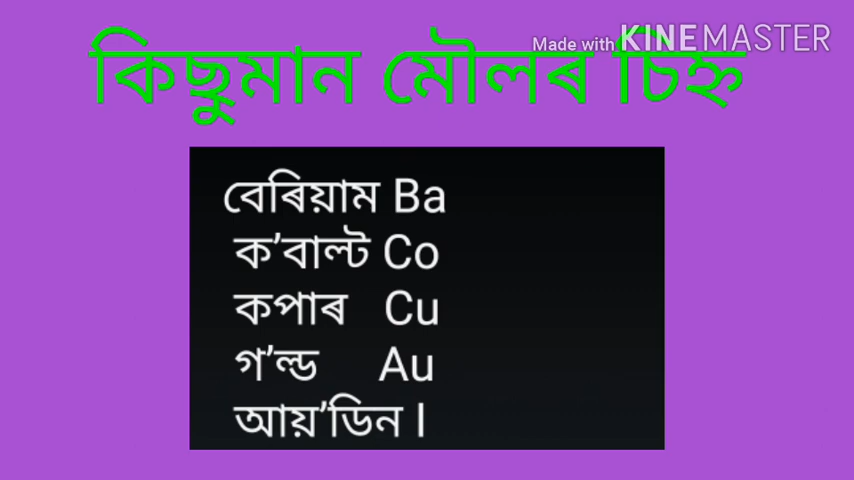 Made with KINEMASTER
কিছুমান মৌলৰ চিহ্ন
বেৰিয়াম Ba
ক’বাল্ট Co
কপাৰ Cu
গ’ল্ড Au
আয়’ডিন I